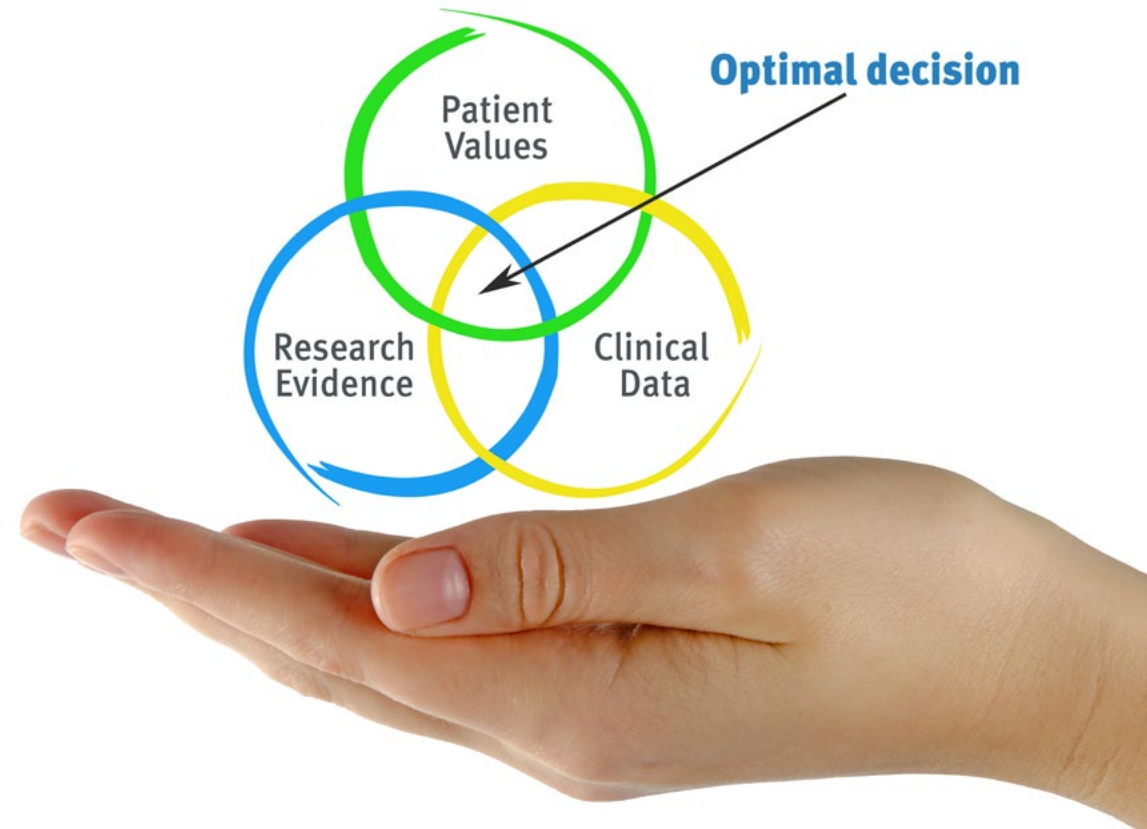 Optimal decision
Patient
Values
Research
Evidence
Clinical
Data